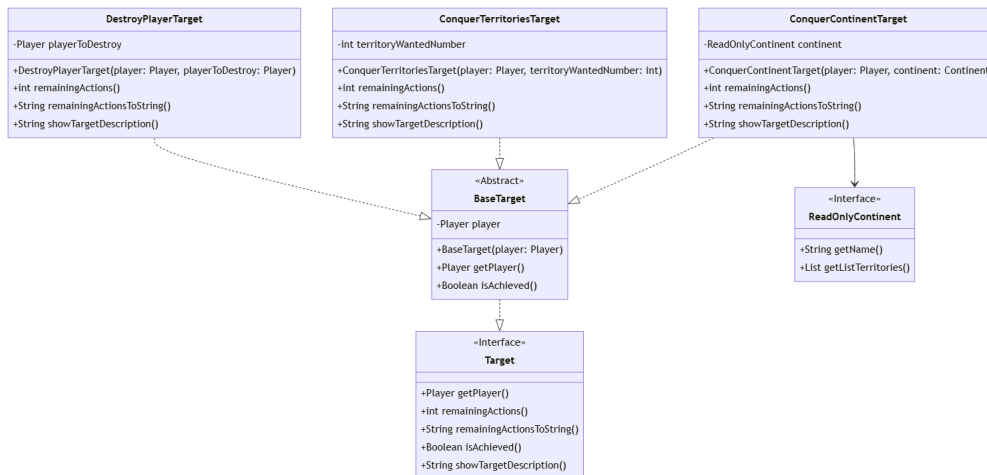 DestroyPlayerTarget
-Player playerToDestroy
+DestroyPlayerTarget(player: Player, playerToDestroy: Player)
+int remainingActions()
+String remainingActionsToString()
+String showTargetDescription()
ConquerTerritoriesTarget
-int territoryWantedNumber
+ConquerTerritoriesTarget(player: Player, territoryWantedNumber: int)
+int remainingActions()
+String remainingActionsToString()
+String showTargetDescription()
ConquerContinentTarget
-ReadOnlyContinent continent
+ConquerContinentTarget(player: Player, continent: Continent
+int remainingActions()
+String remainingActionsToString()
+String showTargetDescription()
«Abstract»
BaseTarget
-Player player
+BaseTarget(player: Player)
+Player getPlayer()
+Boolean isAchieved()
«Interface»
ReadOnlyContinent
+String getName()
+List getListTerritories()
«Interface»
Target
+Player getPlayer()
+int remainingActions()
+String remainingActionsToString()
+Boolean isAchieved()
+String showTargetDescription()